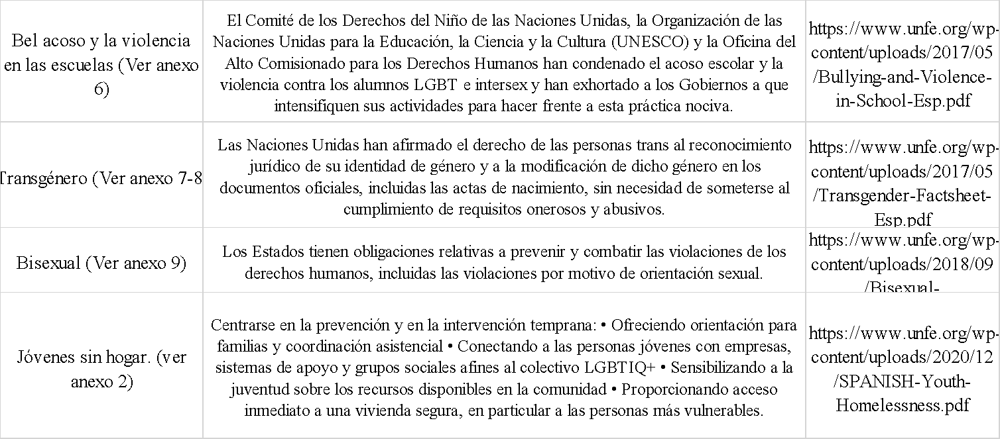 Bel acoso y la violencia
en las escuelas (Ver anexo
6)
El Comité de los Derechos del Niño de las Naciones Unidas, la Organización de las
Naciones Unidas para la Educación, la Ciencia y la Cultura (UNESCO) y la Oficina del
Alto Comisionado para los Derechos Humanos han condenado el acoso escolar y la
violencia contra los alumnos LGBT e intersex y han exhortado a los Gobiernos a que
intensifiquen sus actividades para hacer frente a esta práctica nociva.
https://www.unfe.org/wp-
content/uploads/2017/05
/Bullying-and-Violence-
in-School-Esp.pdf
Transgénero (Ver anexo 7-8
Las Naciones Unidas han afirmado el derecho de las personas trans al reconocimiento
jurídico de su identidad de género y a la modificación de dicho género en los
documentos oficiales, incluidas las actas de nacimiento, sin necesidad de someterse al
cumplimiento de requisitos onerosos y abusivos.
https://www.unfe.org/wp-
content/uploads/2017/05
/Transgender-Factsheet-
Esp.pdf
Bisexual (Ver anexo 9)
Los Estados tienen obligaciones relativas a prevenir y combatir las violaciones de los
derechos humanos, incluidas las violaciones por motivo de orientación sexual.
https://www.unfe.org/wp-
content/uploads/2018/09
/Bisexual-
Jóvenes sin hogar. (ver
anexo 2)
Centrarse en la prevención y en la intervención temprana: • Ofreciendo orientación para
familias y coordinación asistencial • Conectando a las personas jóvenes con empresas,
sistemas de apoyo y grupos sociales afines al colectivo LGBTIQ+ • Sensibilizando a la
juventud sobre los recursos disponibles en la comunidad • Proporcionando acceso
inmediato a una vivienda segura, en particular a las personas más vulnerables.
https://www.unfe.org/wp-
content/uploads/2020/12
/SPANISH-Youth-
Homelessness.pdf